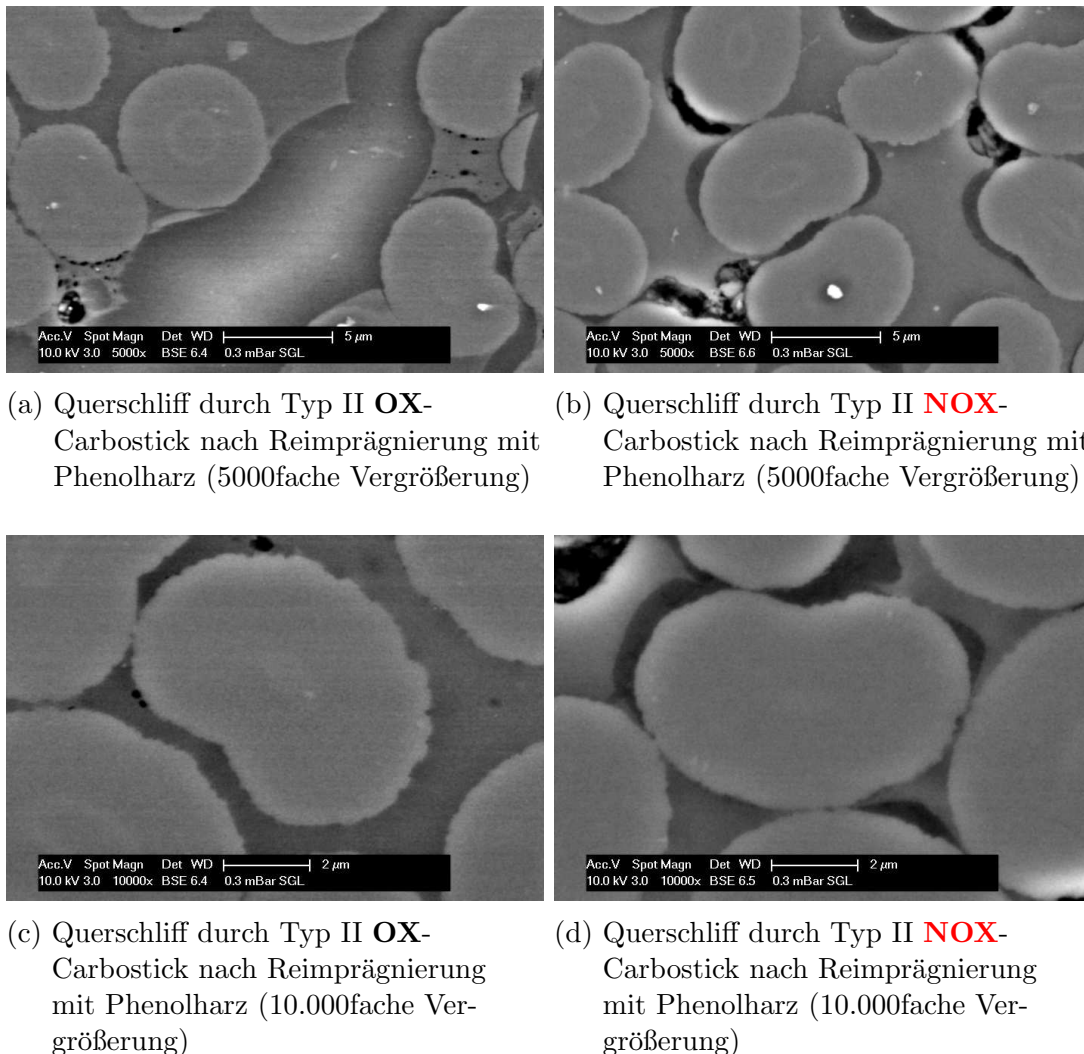 Acc.V Spot Magn Det WD 5 µm
10.0 kV 3.0 5000x BSE 6.4 0.3 mBar SGL
Acc.V Spot Magn Det WD 5 µm
10.0 kV 3.0 5000x BSE 6.6 0.3 mBar SGL
(a) Querschliff durch Typ II OX-
Carbostick nach Reimprägnierung mit
Phenolharz (5000fache Vergrößerung)
(b) Querschliff durch Typ II NOX-
Carbostick nach Reimprägnierung mit
Phenolharz (5000fache Vergrößerung)
Acc.V Spot Magn Det WD 2 µm
10.0 kV 3.0 10000x BSE 6.4 0.3 mBar SGL
Acc.V Spot Magn Det WD 2 µm
10.0 kV 3.0 10000x BSE 6.5 0.3 mBar SGL
(c) Querschliff durch Typ II OX-
Carbostick nach Reimprägnierung
mit Phenolharz (10.000fache Ver-
größerung)
(d) Querschliff durch Typ II NOX-
Carbostick nach Reimprägnierung
mit Phenolharz (10.000fache Ver-
größerung)